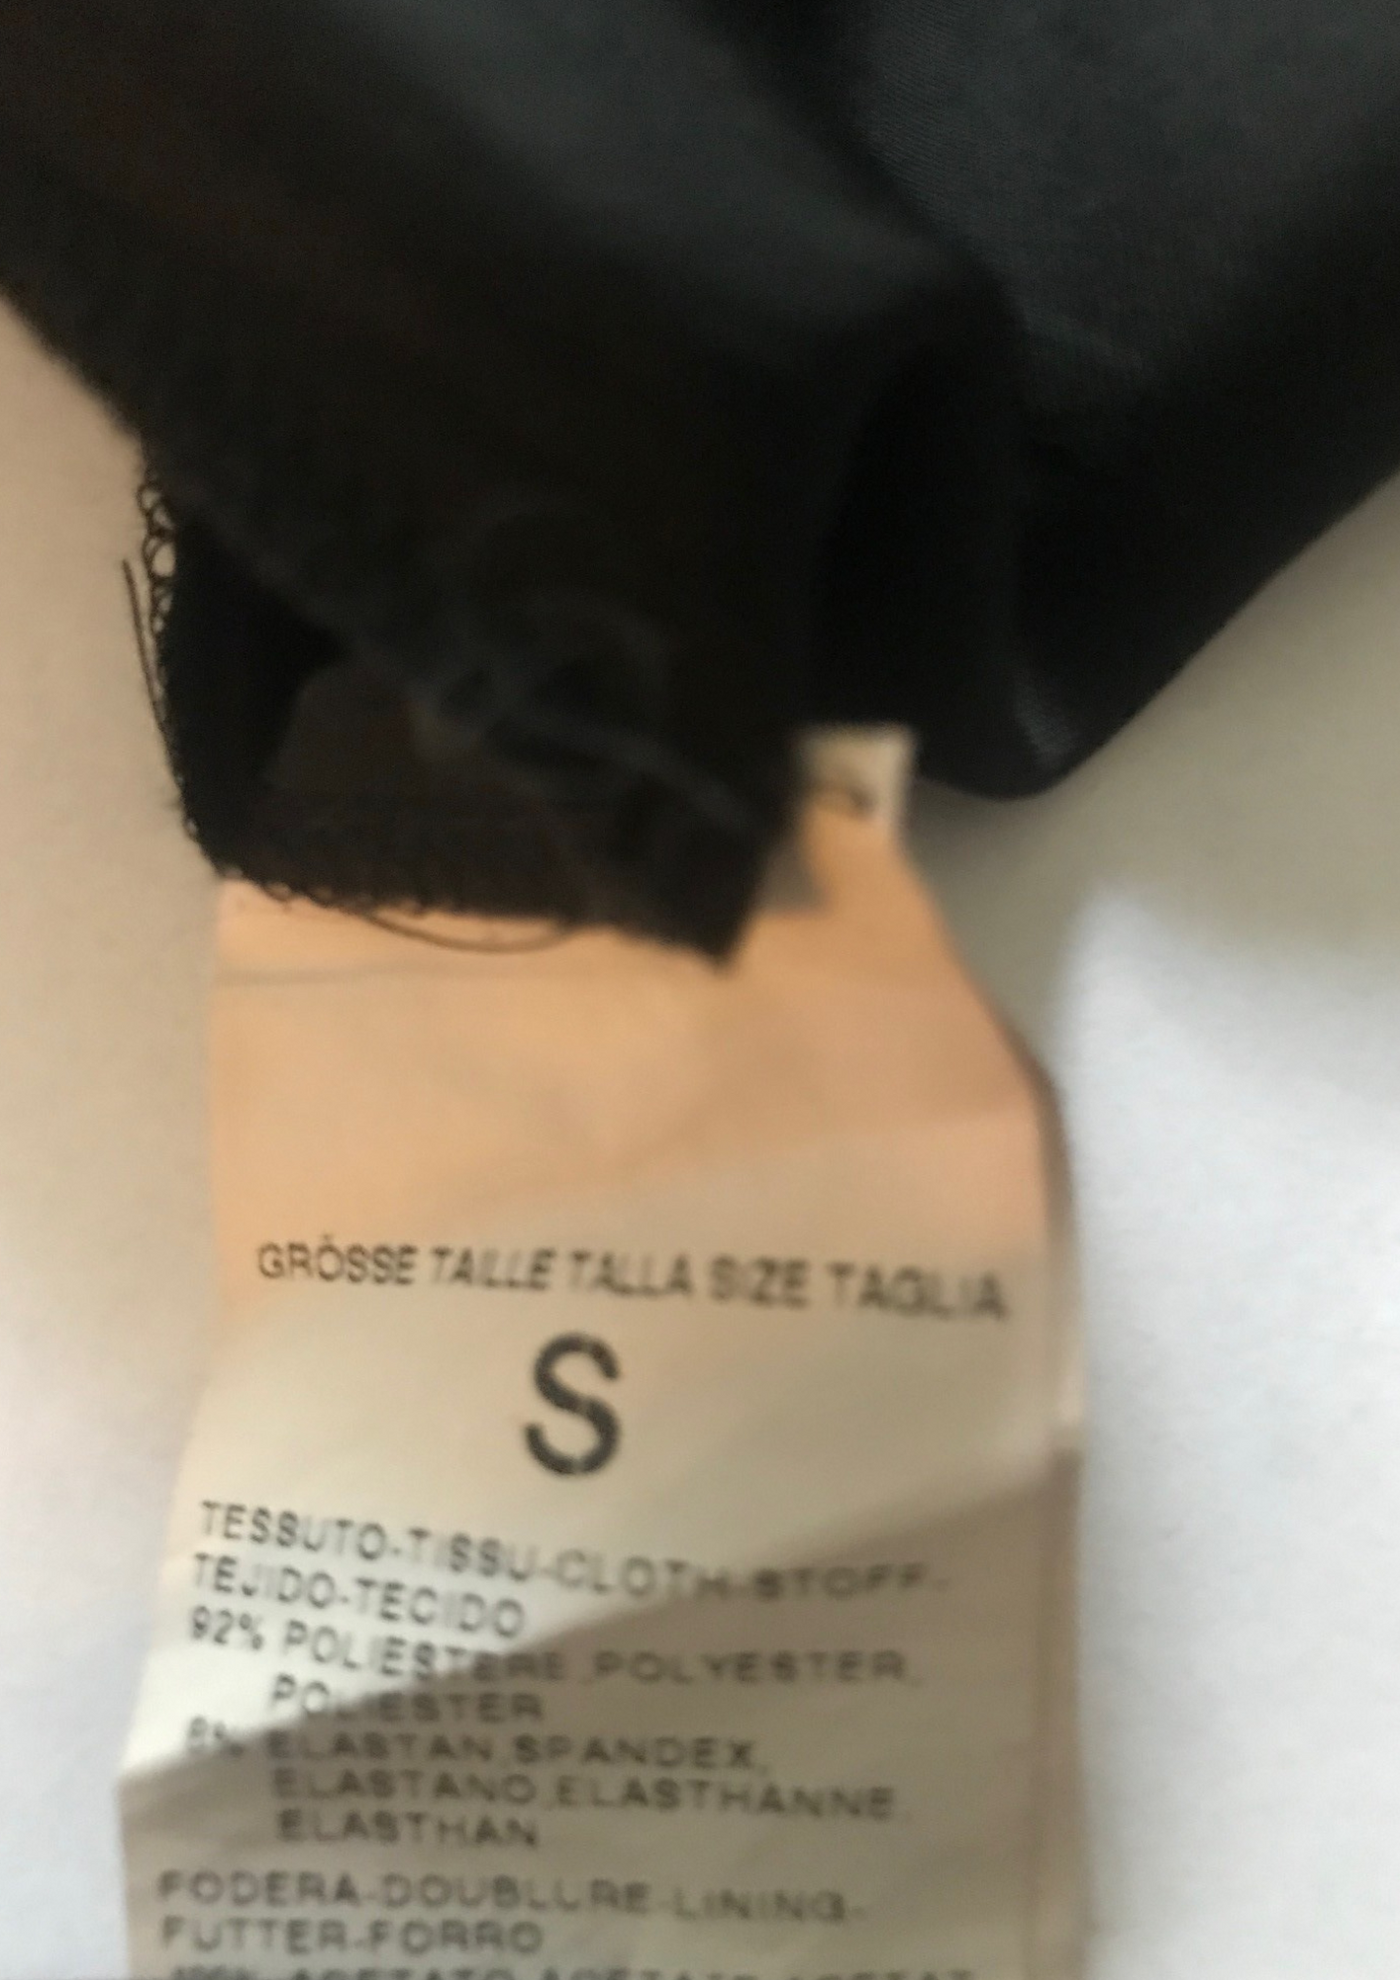 GRÖSSE TAILLE TALLA SIZE TAGLIA
S
TESSUTO-TISSU-CLOTH-STOFF-
TEJIDO-TECIDO
92% POLIESTERE,POLYESTER,
POLIESTER
8% ELASTAN,SPANDEX,
ELASTANO,ELASTHANNE
ELASTHAN
FODERA-DOUBLURE-LINING-
FUTTER-FORRO